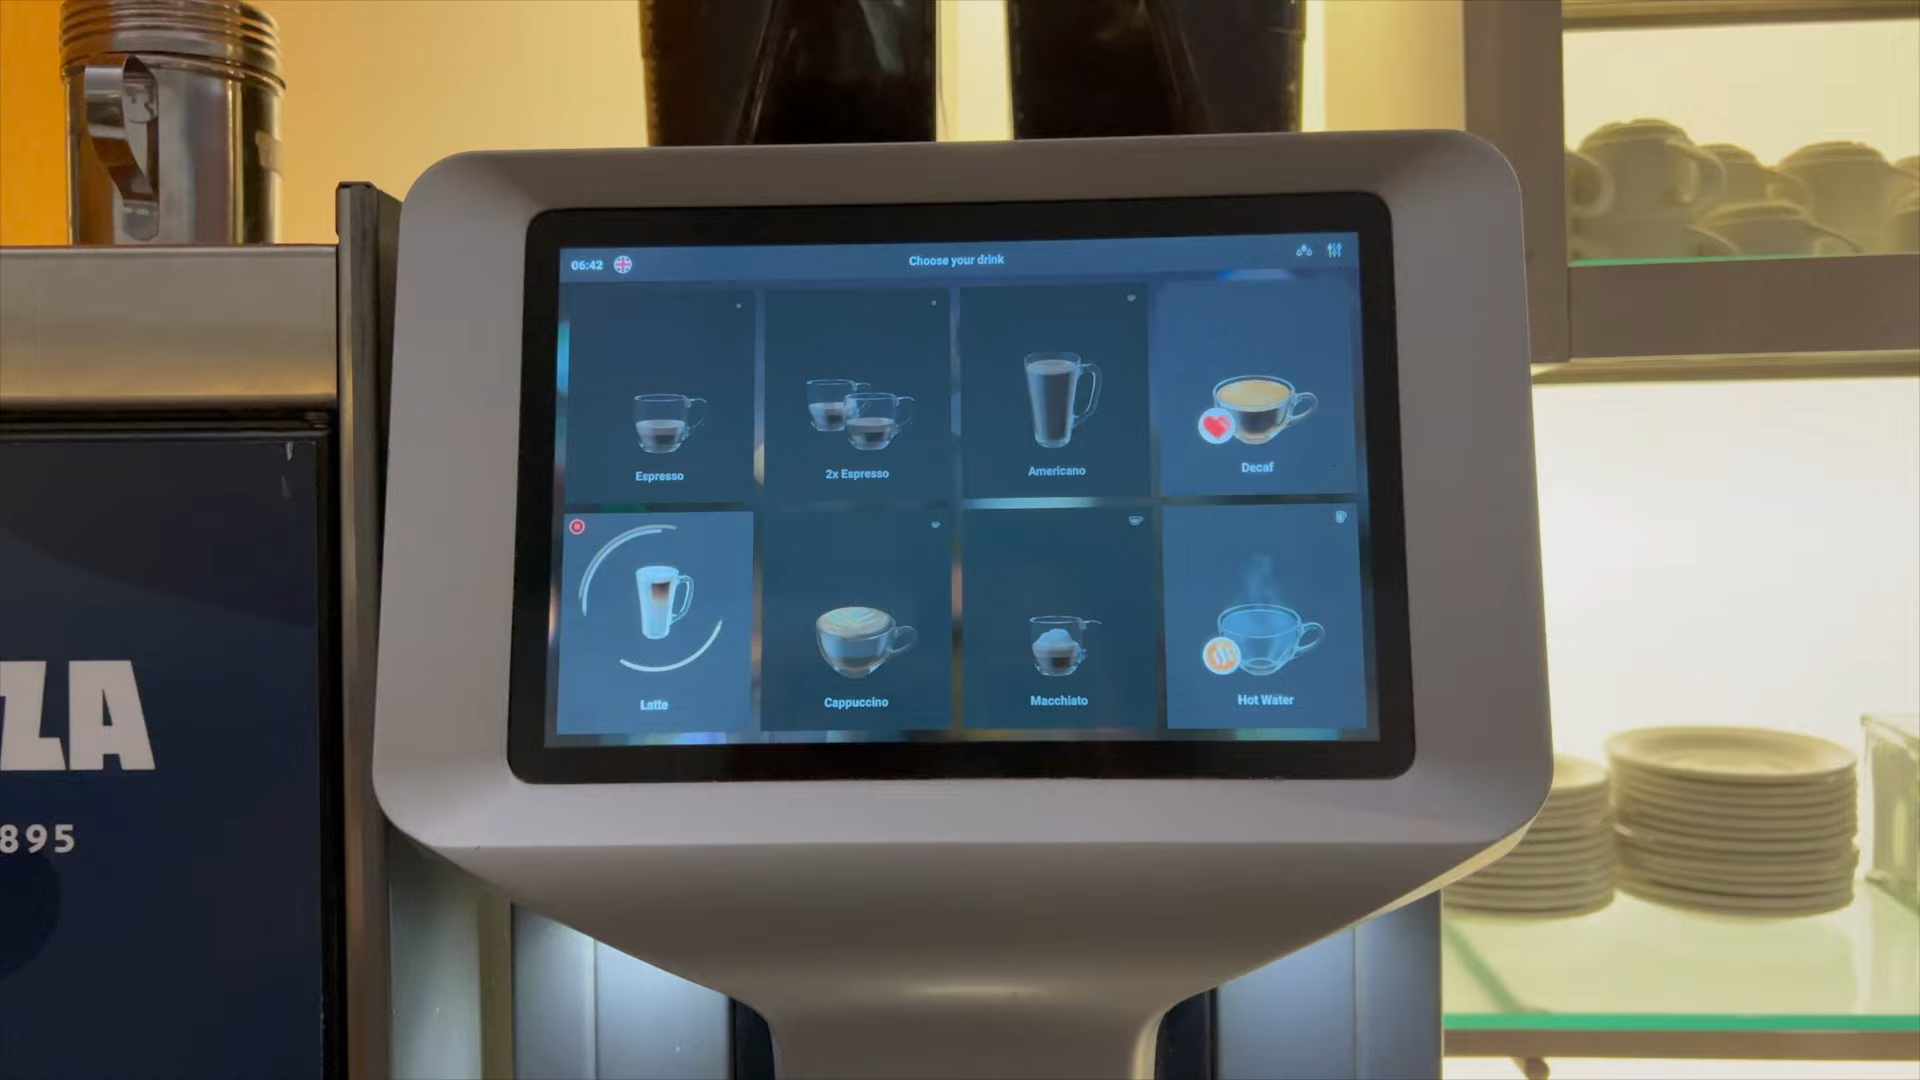 06:42
Choose your drink
Espresso
2x Espresso
Americano
Decaf
Latte
Cappuccino
Macchiato
Hot Water
ZA
895